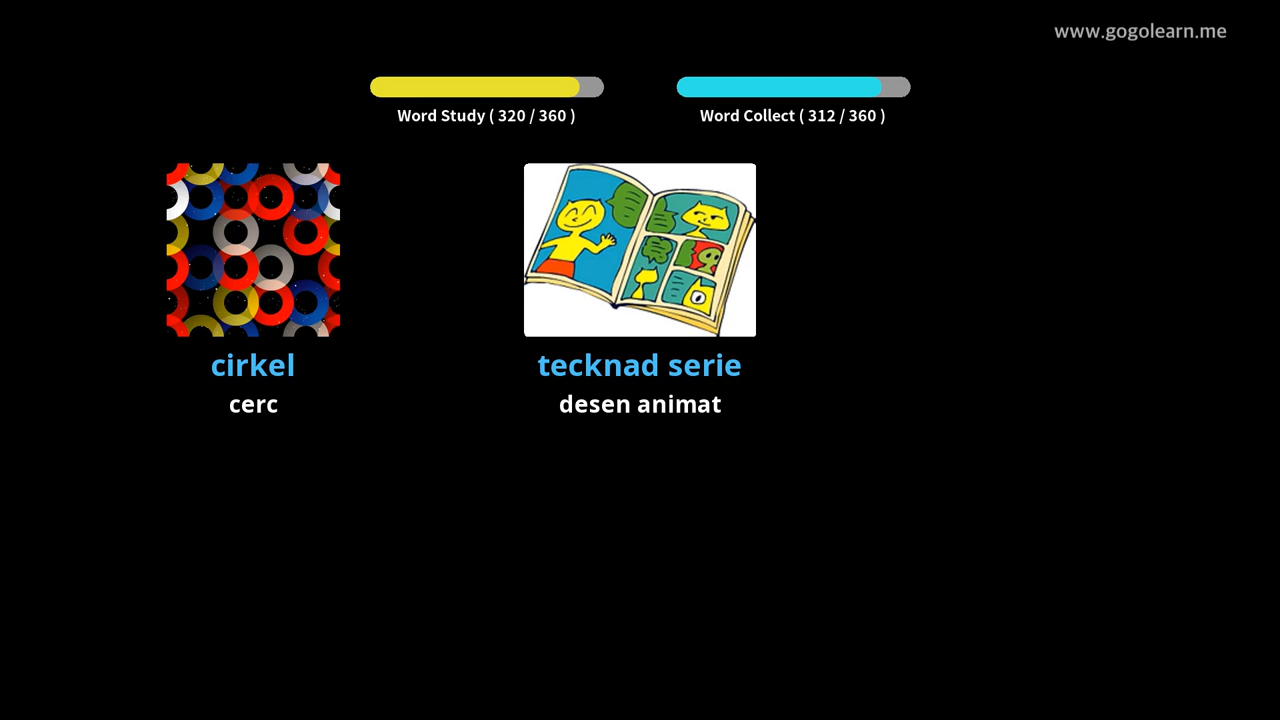 www.gogolearn.me
Word Study ( 320 / 360 )
Word Collect ( 312 / 360 )
cirkel
cerc
tecknad serie
desen animat